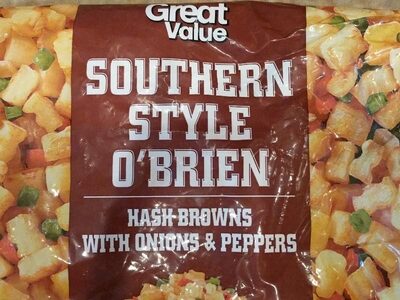 Great
Value
SOUTHERN
STYLE
O'BRIEN
HASH BROWNS
WITH ONIONS & PEPPERS